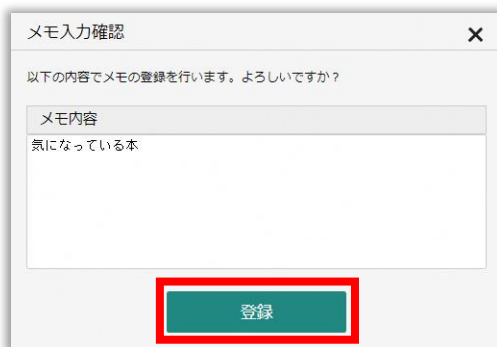 メモ入力確認
以下の内容でメモの登録を行います。よろしいですか？
メモ内容
気になっている本
登録